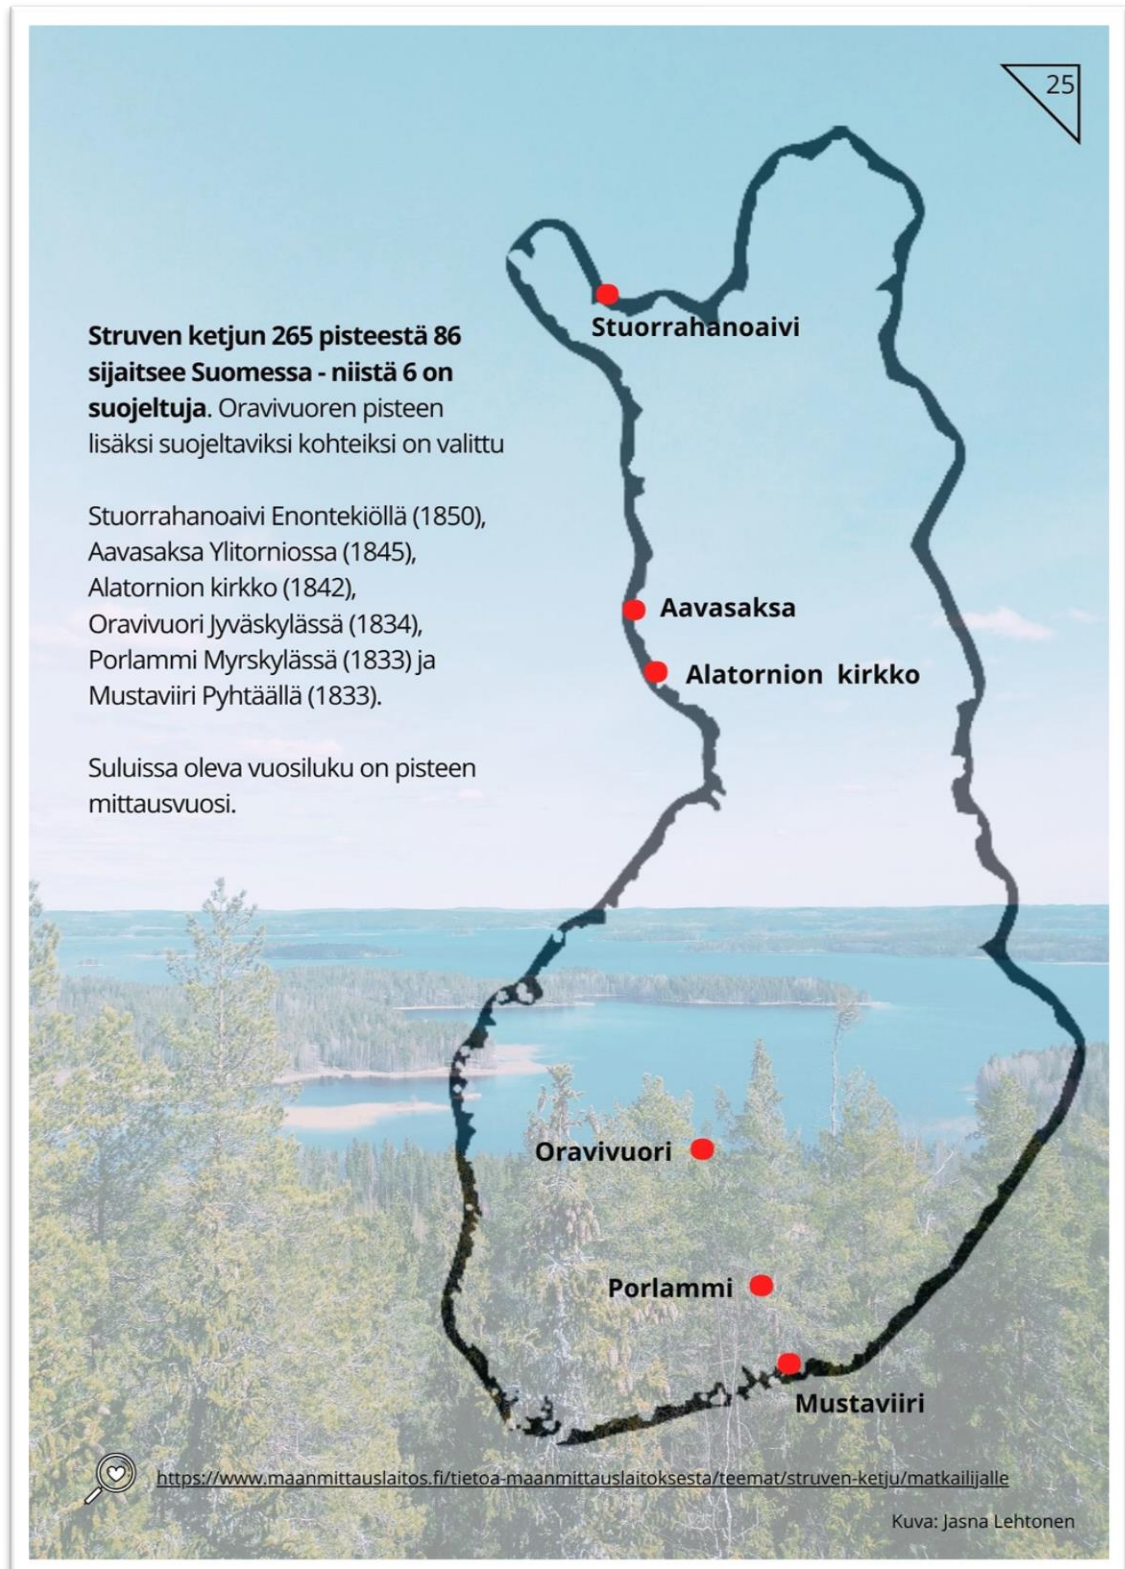 25
Struven ketjun 265 pisteestä 86
sijaitsee Suomessa - niistä 6 on
suojeltuja. Oravivuoren pisteen
lisäksi suojeltaviksi kohteiksi on valittu
Stuorrahanoaivi Enontekiöllä (1850),
Aavasaksa Ylitorniossa (1845),
Alatornion kirkko (1842),
Oravivuori Jyväskylässä (1834),
Porlammi Myrskylässä (1833) ja
Mustaviiri Pyhtäällä (1833).
Suluissa oleva vuosiluku on pisteen
mittausvuosi.
Stuorrahanoaivi
Aavasaksa
Alatornion kirkko
Oravivuori
Porlammi
Mustaviiri
https://www.maanmittauslaitos.fi/tietoa-maanmittauslaitoksesta/teemat/struven-ketju/matkailijalle
Kuva: Jasna Lehtonen